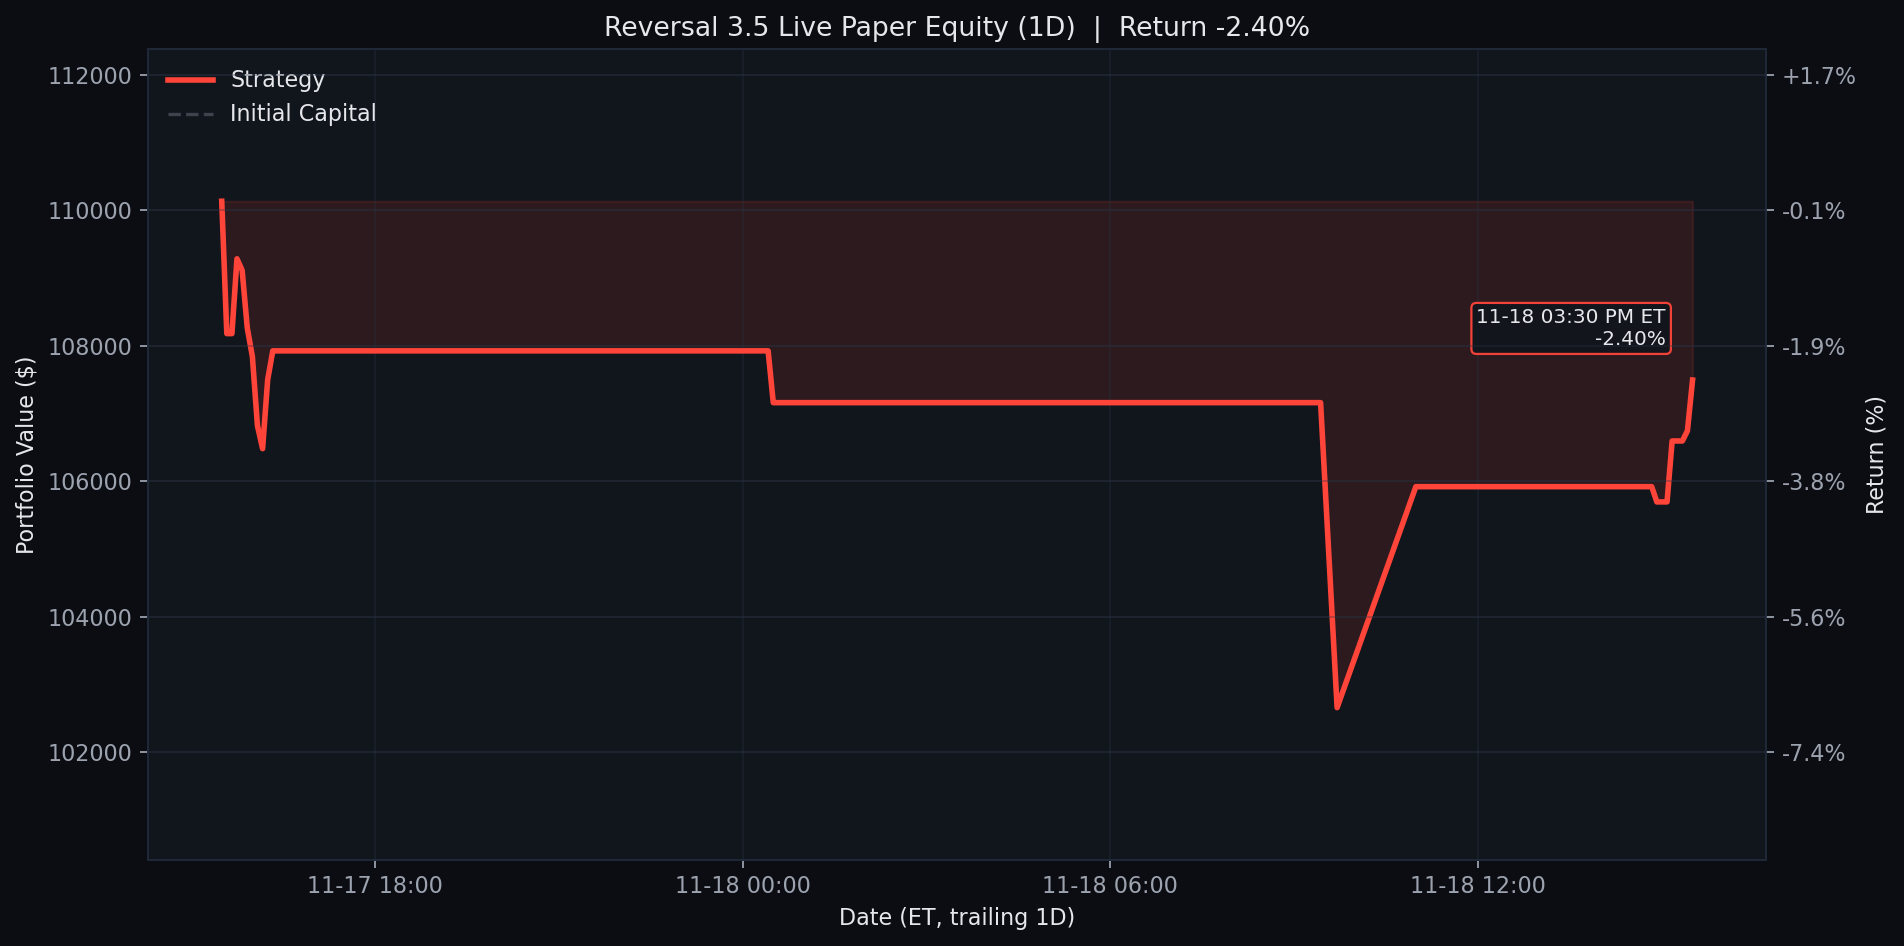 Reversal 3.5 Live Paper Equity (1D) | Return -2.40%
Strategy
Initial Capital
Portfolio Value ($)
112000
110000
108000
106000
104000
102000
11-18 03:30 PM ET
-2.40%
+1.7%
-0.1%
-1.9%
-3.8%
-5.6%
-7.4%
Return (%)
11-17 18:00
11-18 00:00
11-18 06:00
11-18 12:00
Date (ET, trailing 1D)